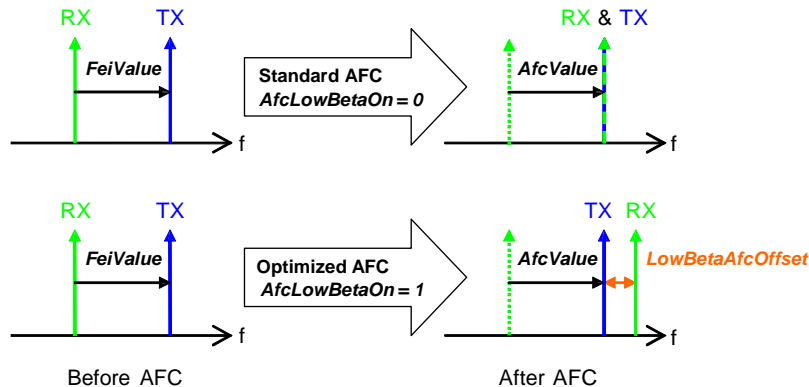 RX TX RX & TX
FeiValue Standard AFC AfcValue
AfcLowBetaOn = 0
f f
RX TX TX RX
FeiValue Optimized AFC AfcValue LowBetaAfcOffset
AfcLowBetaOn = 1
f f
Before AFC After AFC